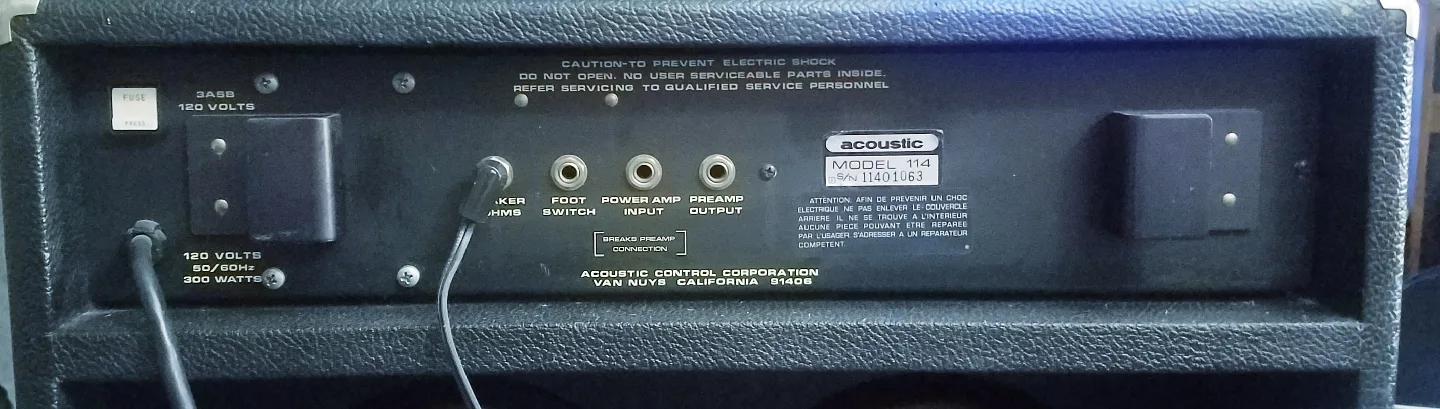 CAUTION-TO PREVENT ELECTRIC SHOCK
DO NOT OPEN. NO USER SERVICEABLE PARTS INSIDE.
REFER SERVICING TO QUALIFIED SERVICE PERSONNEL
FUSE
PRESS
3ASB
120 VOLTS
acoustic
MODEL 114
S/N 11401063
AKER
OHMS
FOOT
SWITCH
POWER AMP
INPUT
PREAMP
OUTPUT
ATTENTION: AFIN DE PREVENIR UN CHOC
ELECTRIQUE NE PAS ENLEVER LE COUVERCLE
ARRIERE IL NE SE TROUVE A L'INTERIEUR
AUCUNE PIECE POUVANT ETRE REPAREE
PAR L'USAGER S'ADRESSER A UN REPARATEUR
COMPETENT.
BREAKS PREAMP
CONNECTION
120 VOLTS
50/60Hz
300 WATTS
ACOUSTIC CONTROL CORPORATION
VAN NUYS CALIFORNIA 91406